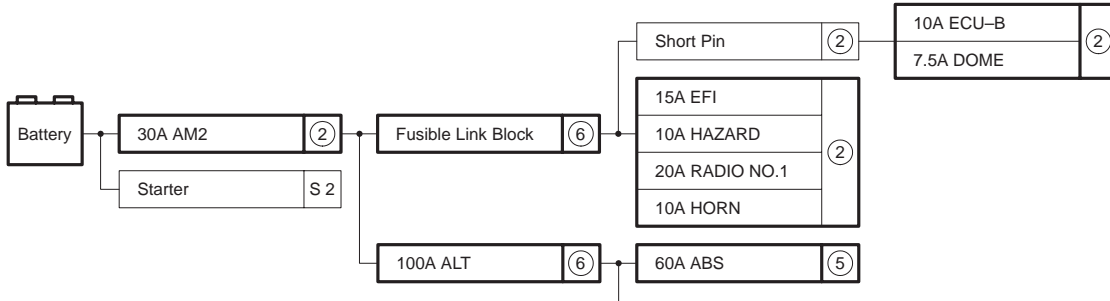 10A ECU–B
Short Pin ②
②
7.5A DOME
15A EFI
Battery
30A AM2 ②
Fusible Link Block ⑥
10A HAZARD
②
20A RADIO NO.1
Starter S 2
10A HORN
100A ALT ⑥
60A ABS ⑤